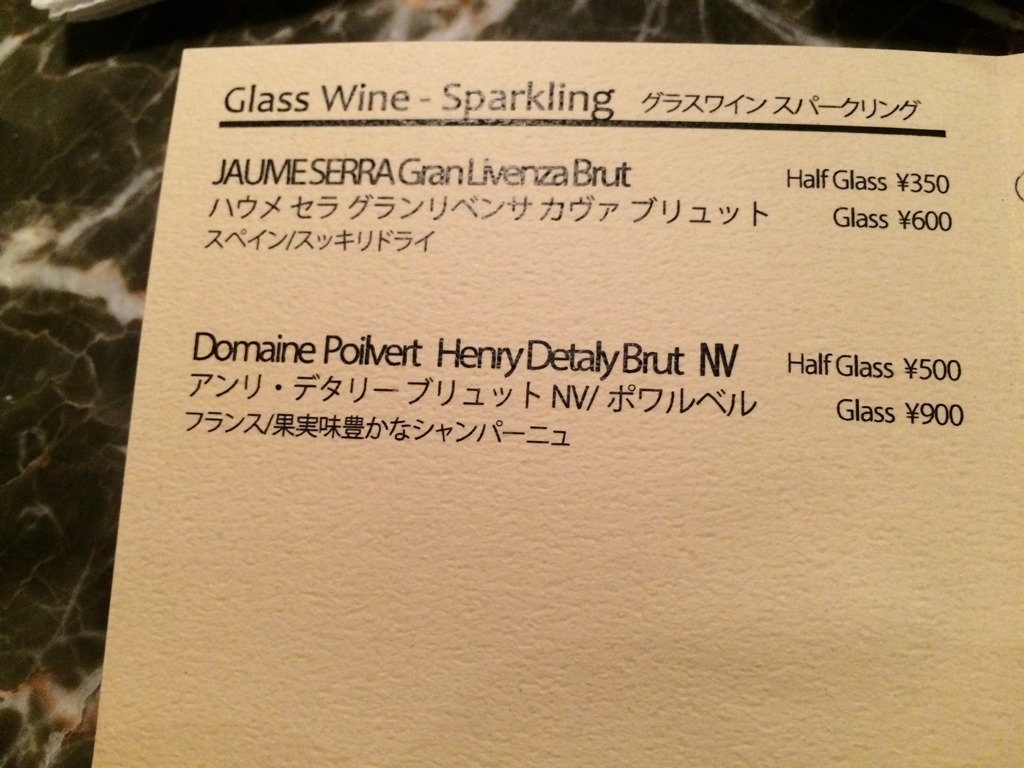 Glass Wine - Sparkling グラスワイン スパークリング
JAUME SERRA Gran Livenza Brut Half Glass ¥350
ハウメ セラ グランリベンサ カヴァ ブリュット Glass ¥600
スペイン/スッキリドライ
Domaine Poilvert Henry Detaly Brut NV Half Glass ¥500
アンリ・デタリー ブリュット NV/ ポワルベル Glass ¥900
フランス/果実味豊かなシャンパーニュ